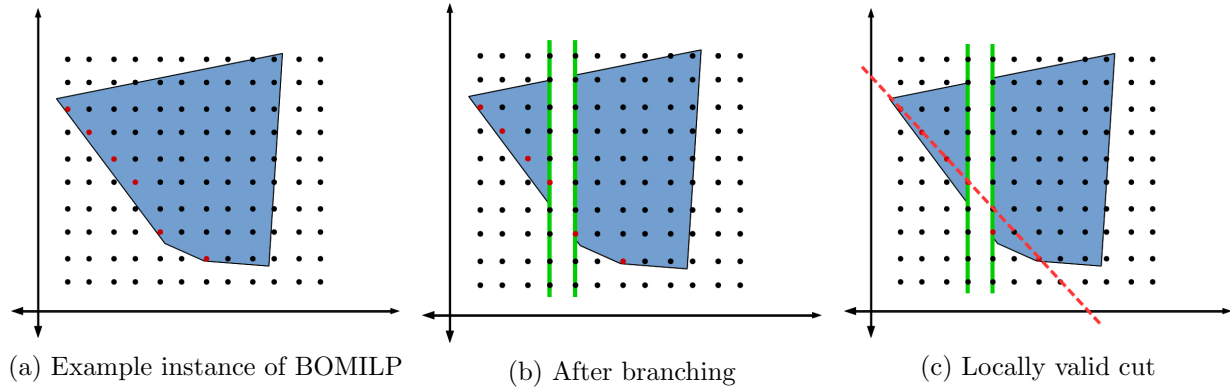 (a) Example instance of BOMILP
(b) After branching
(c) Locally valid cut